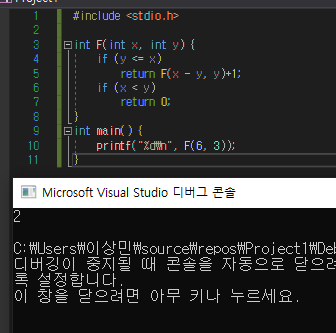 Project1
1 #include <stdio.h>
2
3 int F(int x, int y) {
4 if (y <= x)
5 return F(x - y, y)+1;
6 if (x < y)
7 return 0;
8 }
9 int main() {
10 printf("%d₩n", F(6, 3));
11 }
Microsoft Visual Studio 디버그 콘솔
2
C:₩Users₩이상민₩source₩repos₩Project1₩De
디버깅이 중지될 때 콘솔을 자동으로 닫으려
록 설정합니다.
이 창을 닫으려면 아무 키나 누르세요.